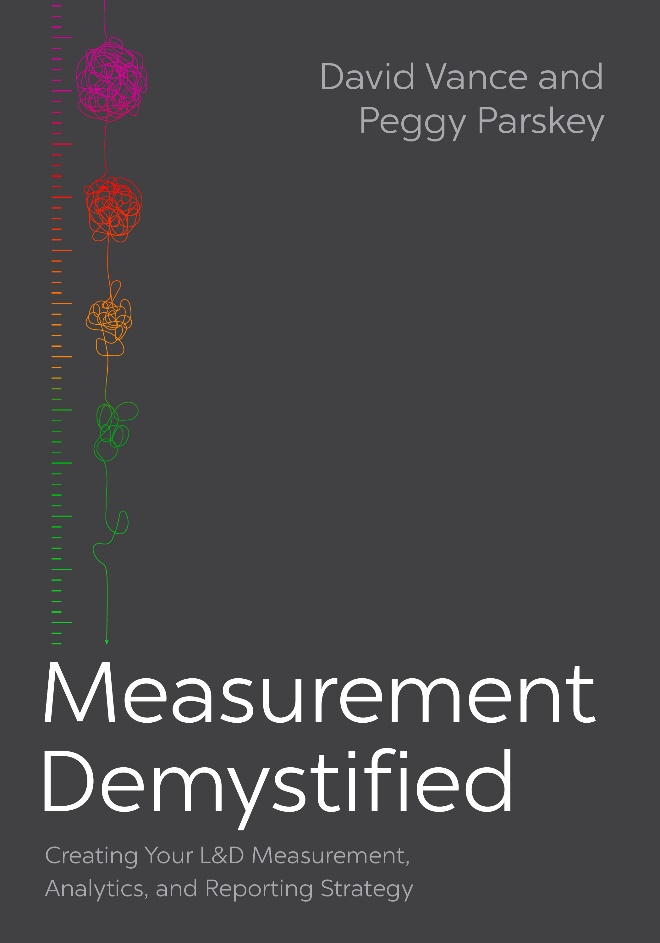 David Vance and
Peggy Parskey
Measurement
Demystified
Creating Your L&D Measurement,
Analytics, and Reporting Strategy